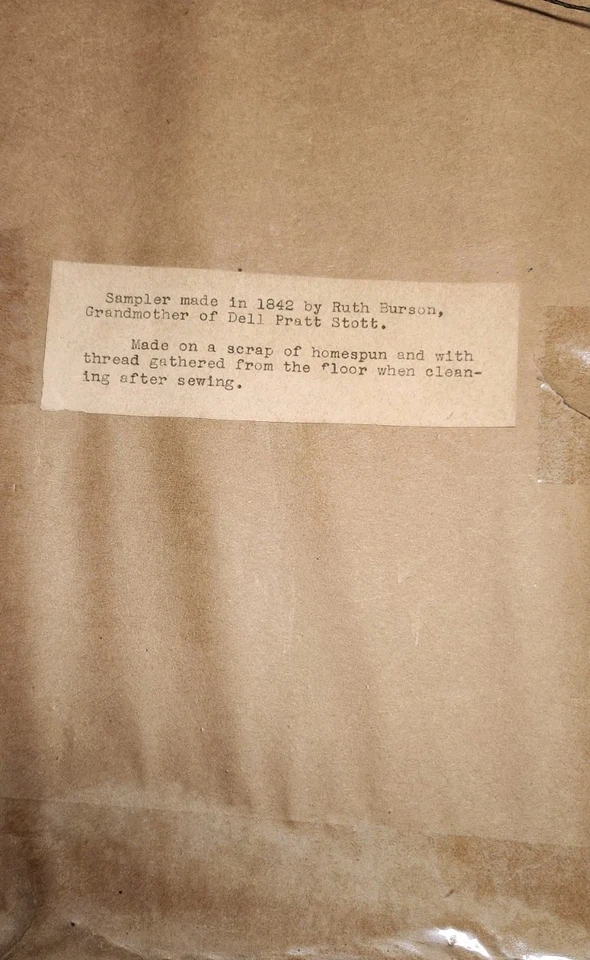 Sampler made in 1842 by Ruth Burson,
Grandmother of Dell Pratt Stott.
Made on a scrap of homespun and with
thread gathered from the floor when clean-
ing after sewing.